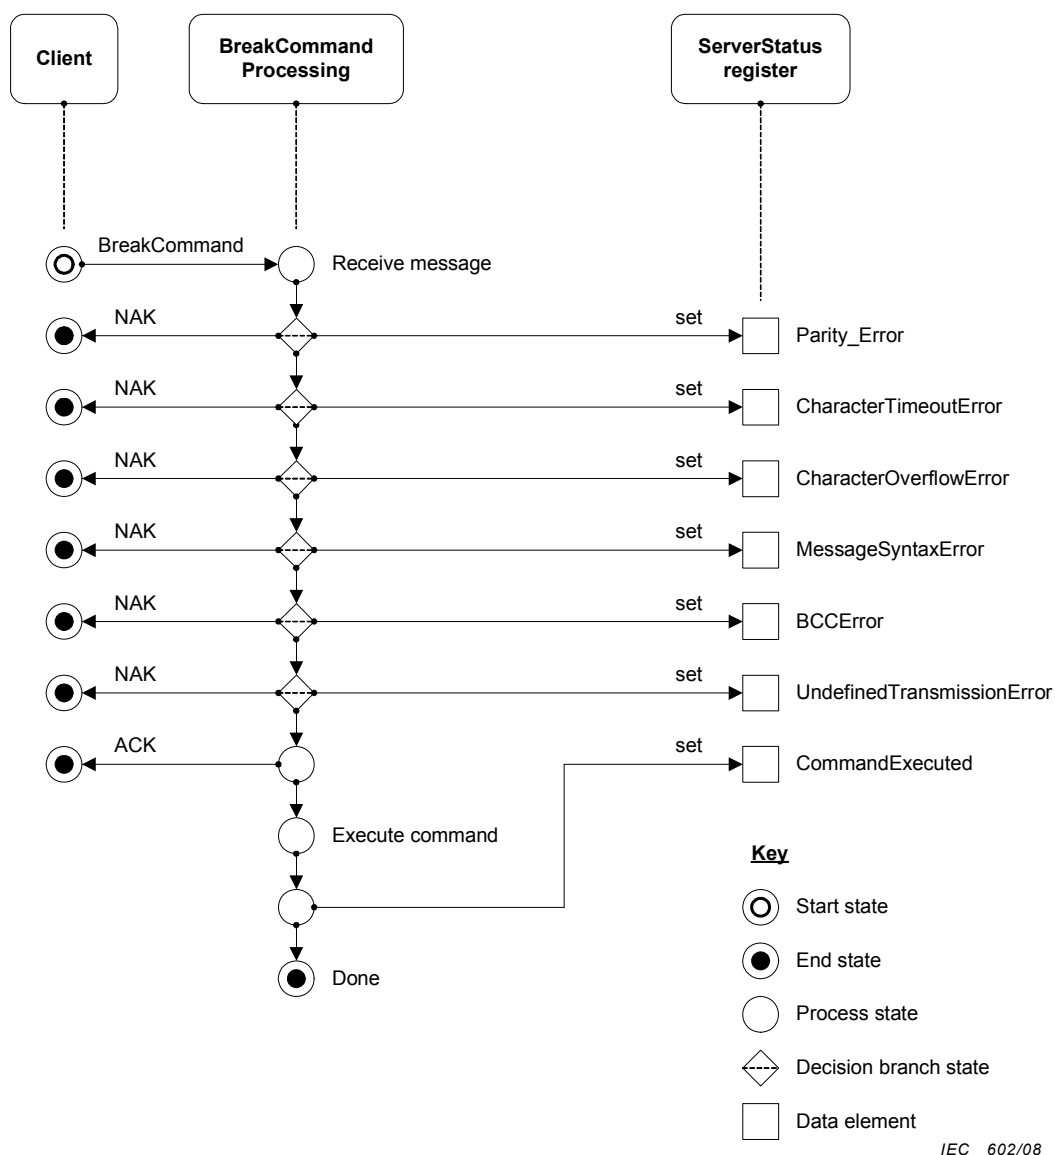 Client
BreakCommand
Processing
ServerStatus
register
BreakCommand
Receive message
NAK
set
Parity_Error
NAK
set
CharacterTimeoutError
NAK
set
CharacterOverflowError
NAK
set
MessageSyntaxError
NAK
set
BCCError
NAK
set
UndefinedTransmissionError
ACK
set
CommandExecuted
Execute command
Key
Start state
Done
End state
Process state
Decision branch state
Data element
IEC 602/08